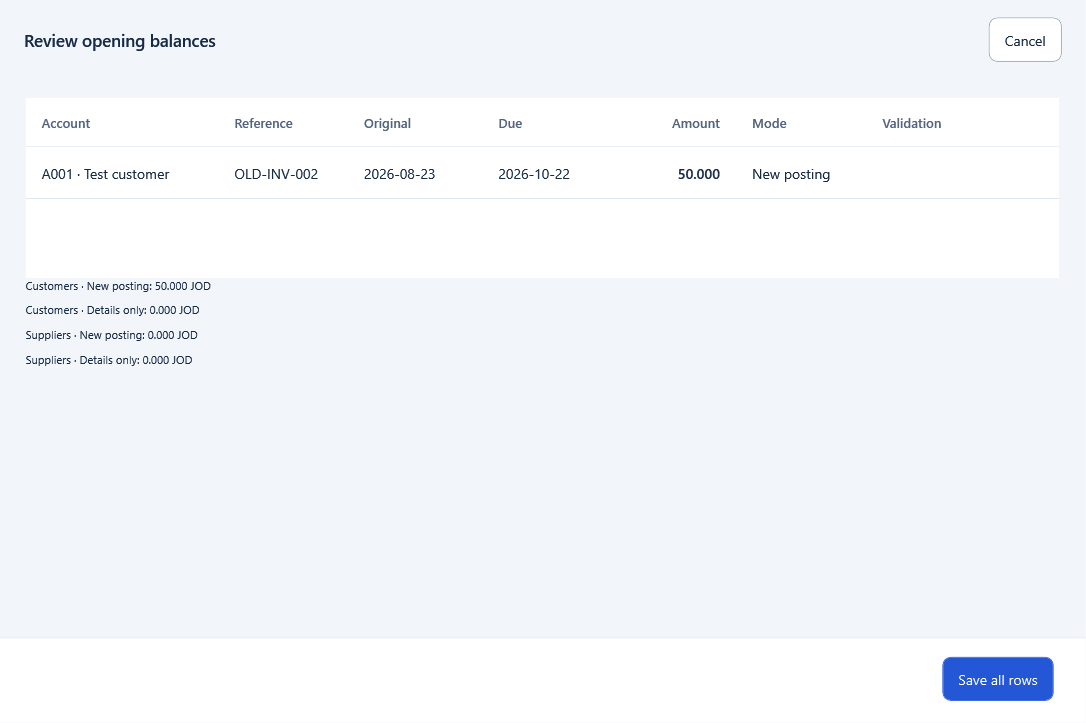 Review opening balances
Cancel
Account Reference Original Due Amount Mode Validation
A001 · Test customer OLD-INV-002 2026-08-23 2026-10-22 50.000 New posting
Customers · New posting: 50.000 JOD
Customers · Details only: 0.000 JOD
Suppliers · New posting: 0.000 JOD
Suppliers · Details only: 0.000 JOD
Save all rows